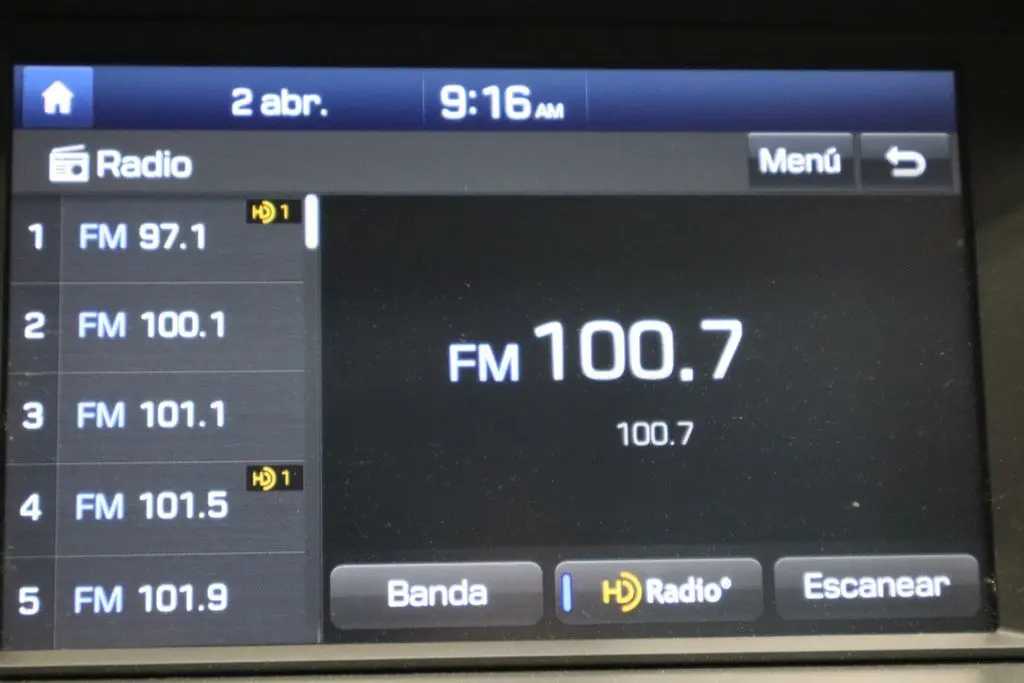 2 abr.
9:16 AM
Radio
Menú
1 FM 97.1 HD 1
2 FM 100.1
3 FM 101.1
4 FM 101.5 HD 1
5 FM 101.9
FM 100.7
100.7
Banda
HD Radio®
Escanear